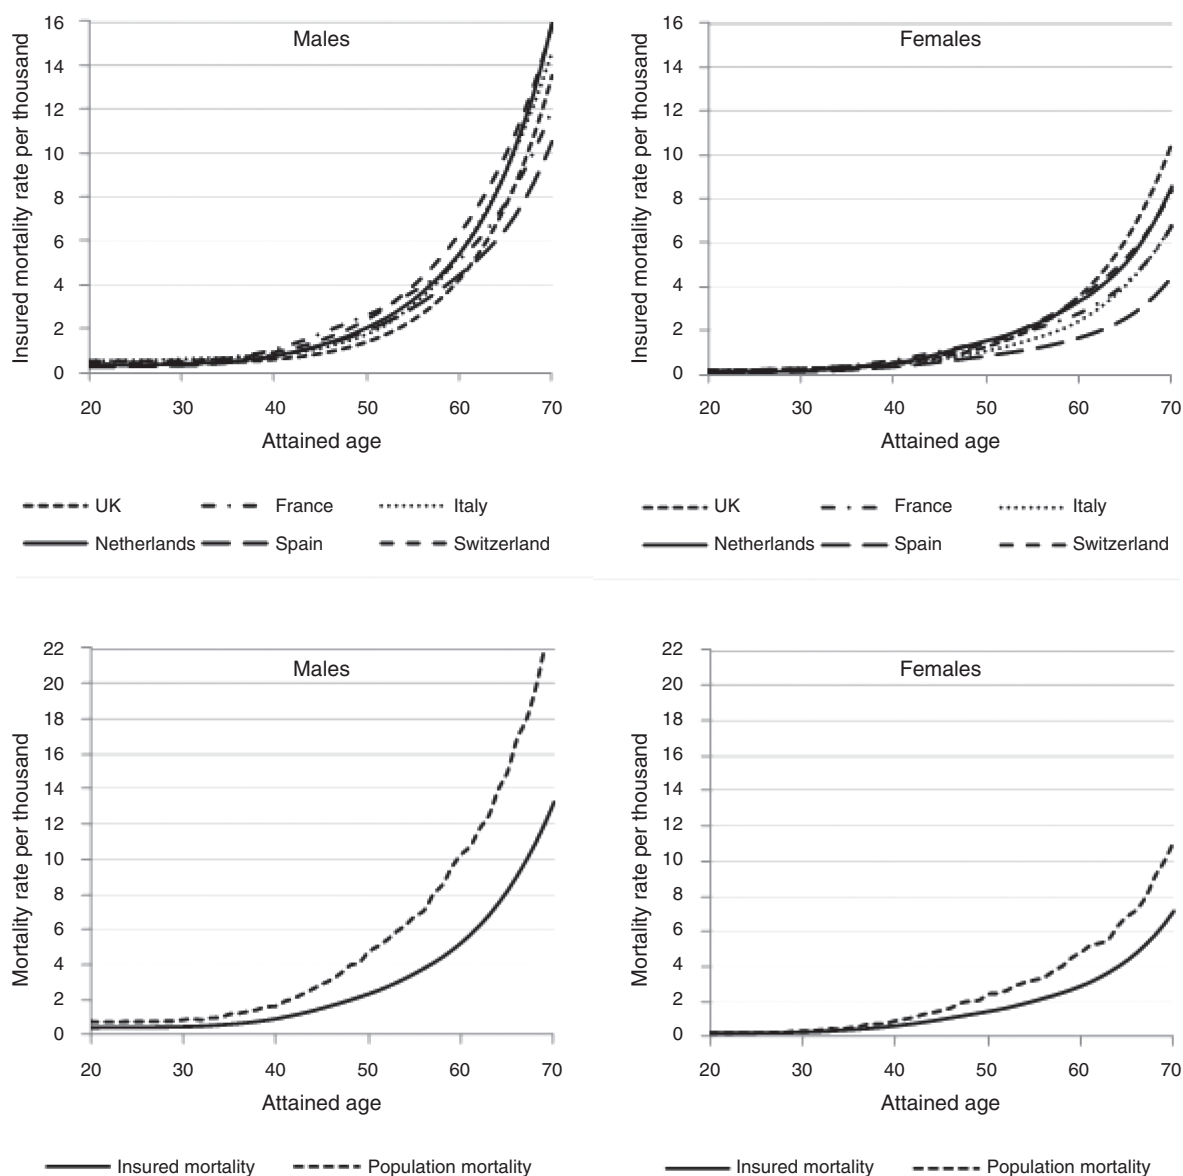 Males
Insured mortality rate per thousand
16
14
12
10
8
6
4
2
0
20 30 40 50 60 70
Attained age
UK France Italy
Netherlands Spain Switzerland
Females
Insured mortality rate per thousand
16
14
12
10
8
6
4
2
0
20 30 40 50 60 70
Attained age
UK France Italy
Netherlands Spain Switzerland
Males
Mortality rate per thousand
22
20
18
16
14
12
10
8
6
4
2
0
20 30 40 50 60 70
Attained age
Insured mortality Population mortality
Females
Mortality rate per thousand
22
20
18
16
14
12
10
8
6
4
2
0
20 30 40 50 60 70
Attained age
Insured mortality Population mortality